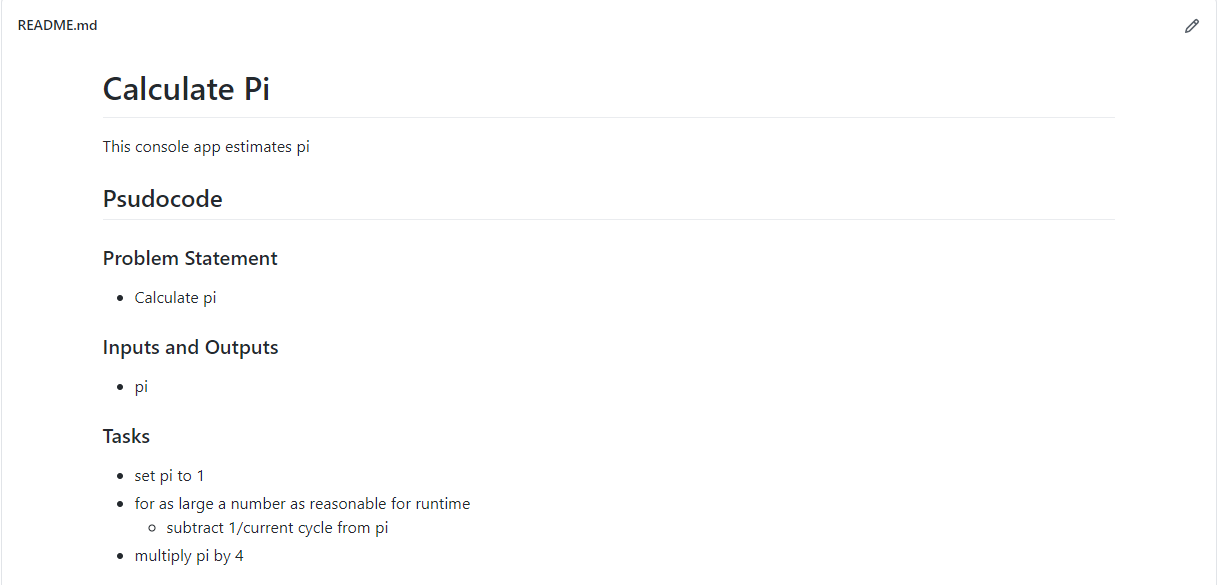 README.md
Calculate Pi
This console app estimates pi
Psudocode
Problem Statement
Calculate pi
Inputs and Outputs
pi
Tasks
set pi to 1
for as large a number as reasonable for runtime
subtract 1/current cycle from pi
multiply pi by 4